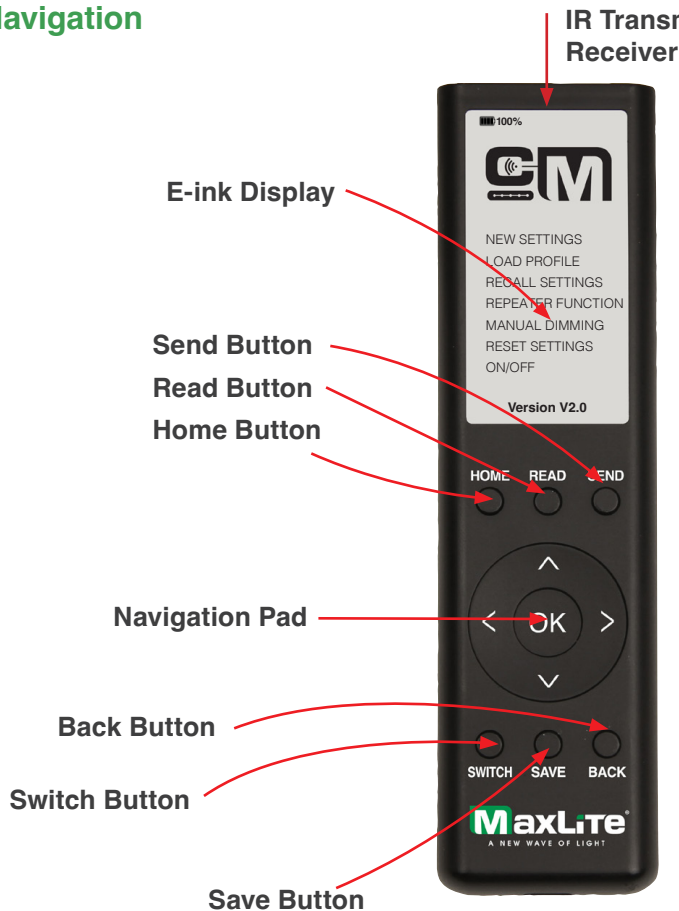 Navigation
IR Transm
Receiver
100%
CM
E-ink Display
NEW SETTINGS
LOAD PROFILE
RECALL SETTINGS
REPEATER FUNCTION
MANUAL DIMMING
RESET SETTINGS
ON/OFF
Version V2.0
Send Button
Read Button
Home Button
HOME READ SEND
Navigation Pad
OK
Back Button
Switch Button
SWITCH SAVE BACK
MaxLiTe®
A NEW WAVE OF LIGHT
Save Button